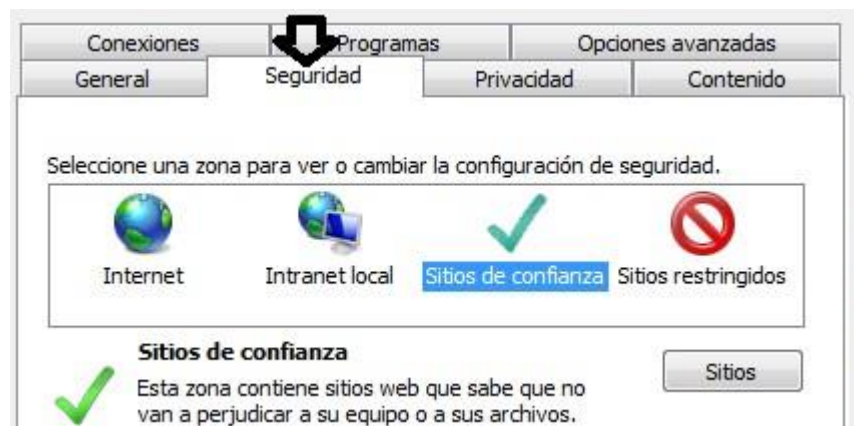 Conexiones Programas Opciones avanzadas
General Seguridad Privacidad Contenido
Seleccione una zona para ver o cambiar la configuración de seguridad.
Internet Intranet local Sitios de confianza Sitios restringidos
Sitios de confianza
Sitios
Esta zona contiene sitios web que sabe que no
van a perjudicar a su equipo o a sus archivos.